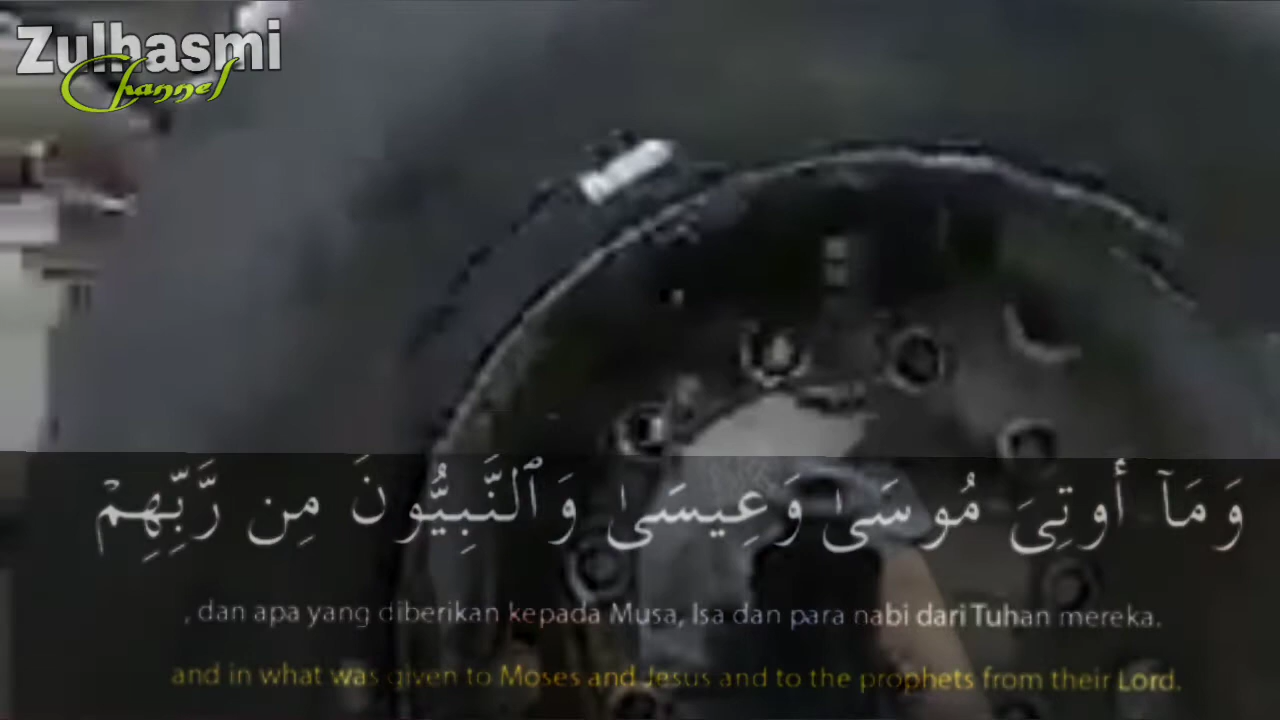 Zulhasmi
Channel
وَمَآ أُوتِىَ مُوسَىٰ وَعِيسَىٰ وَٱلنَّبِيُّونَ مِن رَّبِّهِمْ
, dan apa yang diberikan kepada Musa, Isa dan para nabi dari Tuhan mereka.
and in what was given to Moses and Jesus and to the prophets from their Lord.